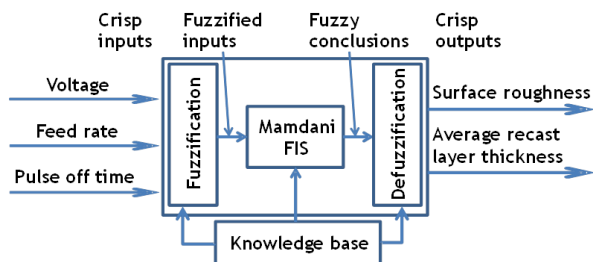 Crisp
inputs
Fuzzified
inputs
Fuzzy
conclusions
Crisp
outputs
Voltage
Feed rate
Pulse off time
Fuzzification
Mamdani
FIS
Defuzzification
Surface roughness
Average recast
layer thickness
Knowledge base